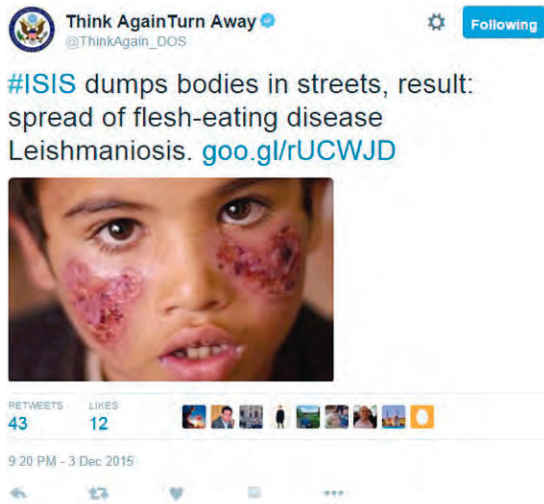 Think AgainTurn Away
@ThinkAgain_DOS
Following
#ISIS dumps bodies in streets, result:
spread of flesh-eating disease
Leishmaniosis. goo.gl/rUCWJD
RETWEETS LIKES
43 12
9:20 PM - 3 Dec 2015